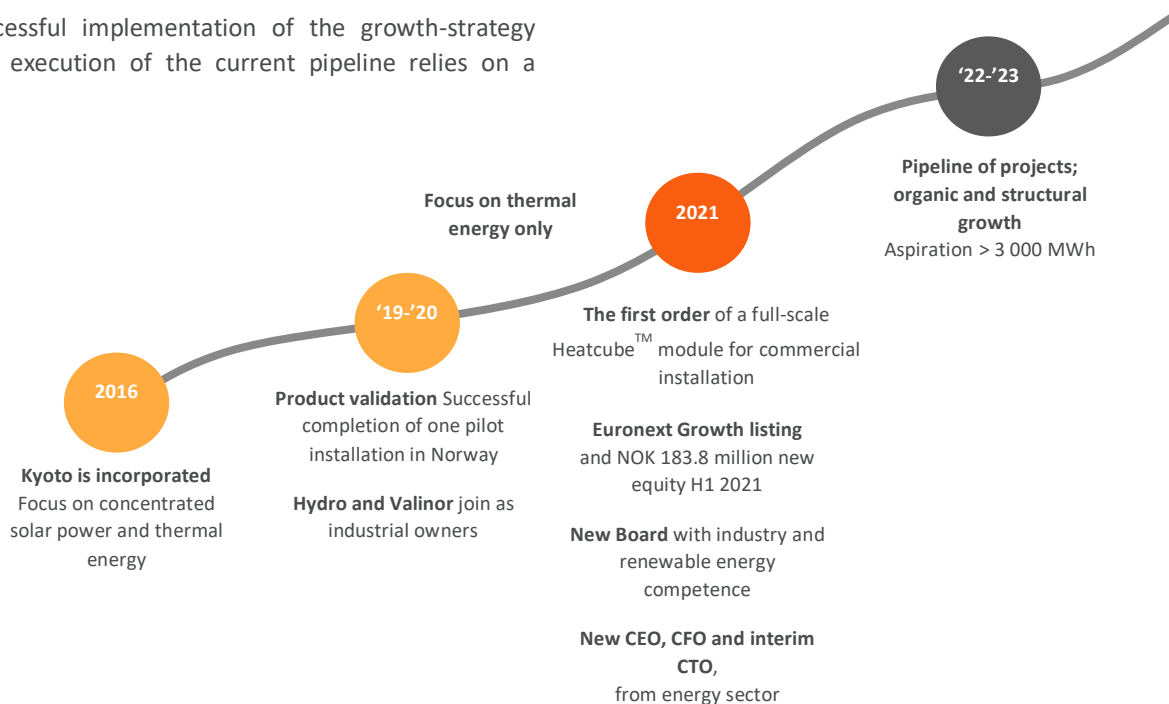 cessful implementation of the growth-strategy
execution of the current pipeline relies on a
'22-'23
Pipeline of projects;
organic and structural
growth
Aspiration > 3 000 MWh
Focus on thermal
energy only
2021
The first order of a full-scale
Heatcube™ module for commercial
installation
Euronext Growth listing
and NOK 183.8 million new
equity H1 2021
New Board with industry and
renewable energy
competence
New CEO, CFO and interim
CTO,
from energy sector
'19-'20
Product validation Successful
completion of one pilot
installation in Norway
Hydro and Valinor join as
industrial owners
2016
Kyoto is incorporated
Focus on concentrated
solar power and thermal
energy